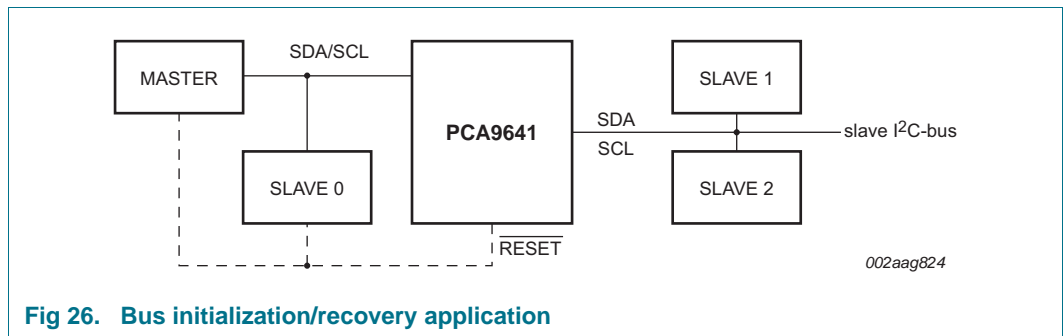 SDA/SCL
MASTER
SLAVE 1
PCA9641
SDA
SCL
slave I²C-bus
SLAVE 0
SLAVE 2
RESET
002aag824
Fig 26. Bus initialization/recovery application